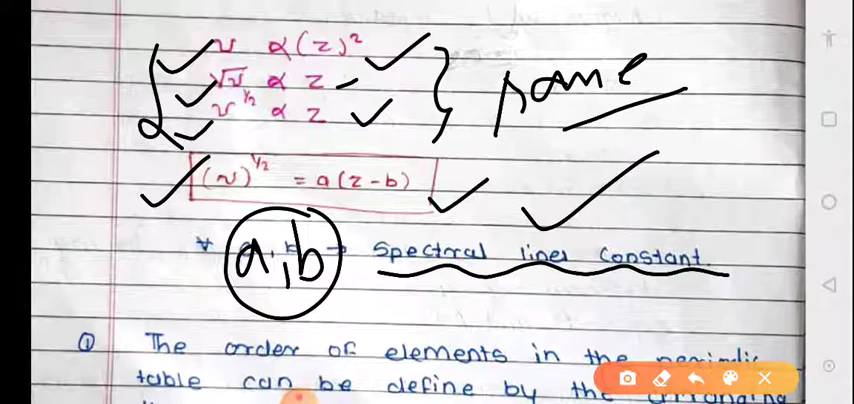 ν α (z)²
√ν α z
ν^1/2 α z
same
(ν)^1/2 = a(z-b)
* a, b → Spectral lines constant.
① The order of elements in the periodic
table can be define by the arranging